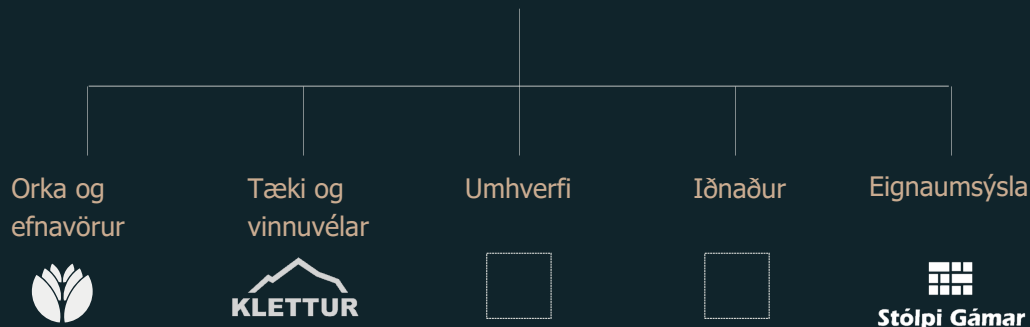 Orka og
efnavörur
Tæki og
vinnuvélar
Umhverfi
Iðnaður
Eignaumsýsla
KLETTUR
Stólpi Gámar